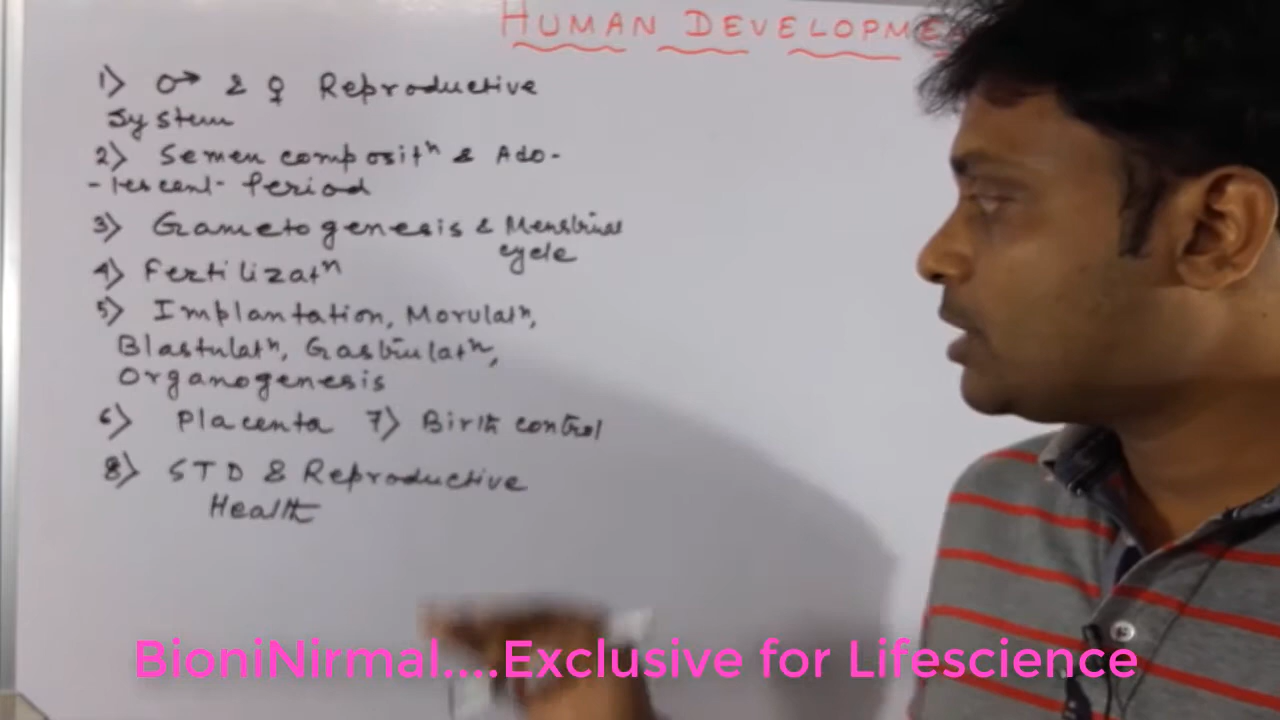 HUMAN DEVELOPME
1) ♂ & ♀ Reproductive
System
2) Semen compositⁿ & Ado-
-lescent Period
3) Gametogenesis & Menstrual
cycle
4) Fertilizatⁿ
5) Implantation, Morulatⁿ,
Blastulatⁿ, Gastrulatⁿ,
Organogenesis
6) Placenta 7) Birth control
8) STD & Reproductive
Health
BioniNirmal....Exclusive for Lifescience